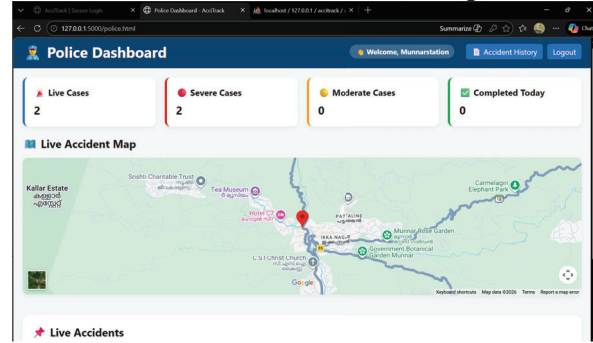 AcciTrack | Secure Login
Police Dashboard - AcciTrack
localhost / 127.0.0.1 / accitrack /
127.0.0.1:5000/police.html
Summarize
Chat
Police Dashboard
Welcome, Munnarstation
Accident History
Logout
Live Cases
2
Severe Cases
2
Moderate Cases
0
Completed Today
0
Live Accident Map
Kallar Estate
കല്ലാർ
എസ്റ്റേറ്റ്
Srishti Charitable Trust
Tea Museum
Hotel C7
PAYALINE
IKKA NAGAR
Carmelagiri
Elephant Park
Munnar Rose
Garden
Government Botanical
Garden Munnar
C.S.I Christ Church
Google
Keyboard shortcuts
Map data ©2026
Terms
Report a map error
Live Accidents